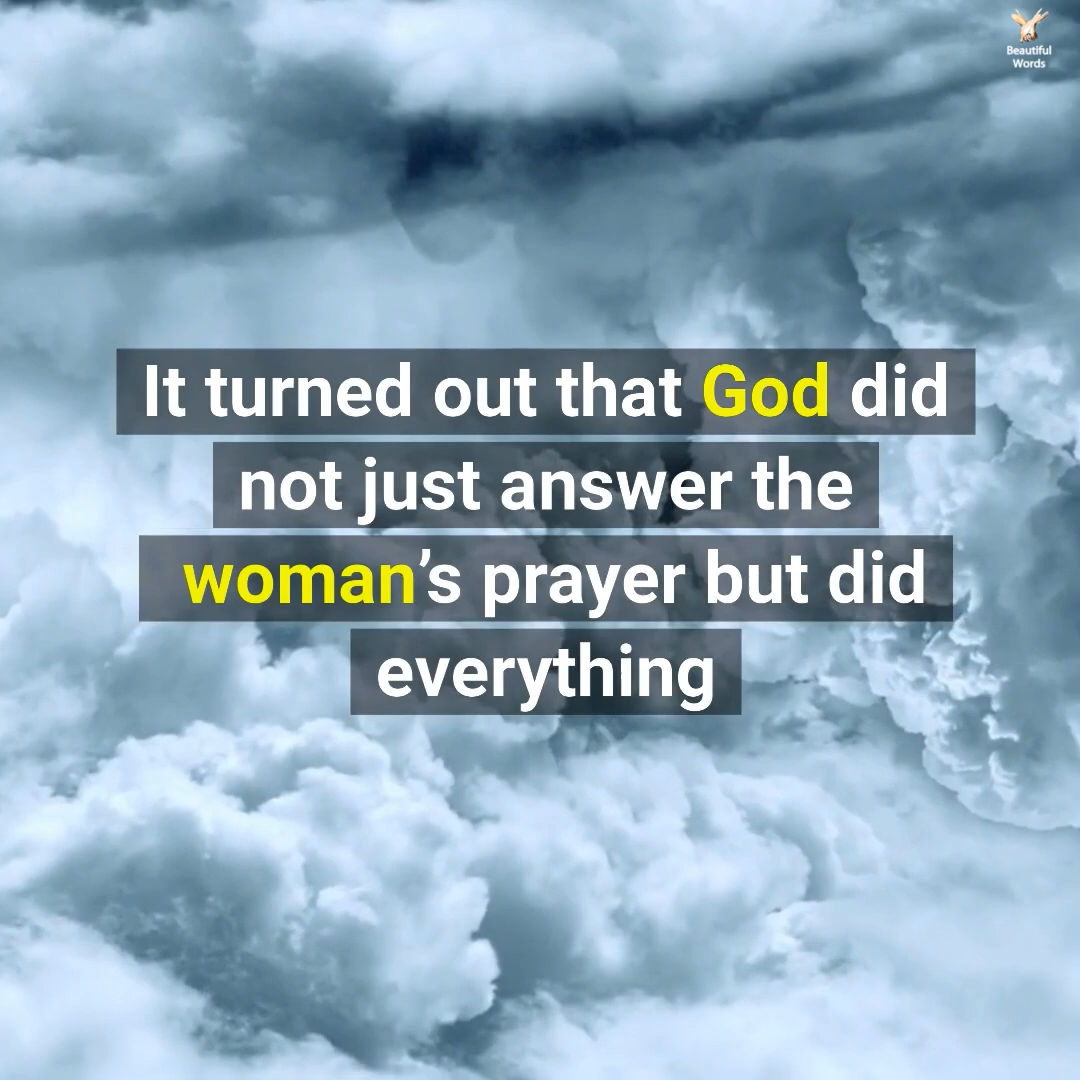 Beautiful
Words
It turned out that God did
not just answer the
woman’s prayer but did
everything